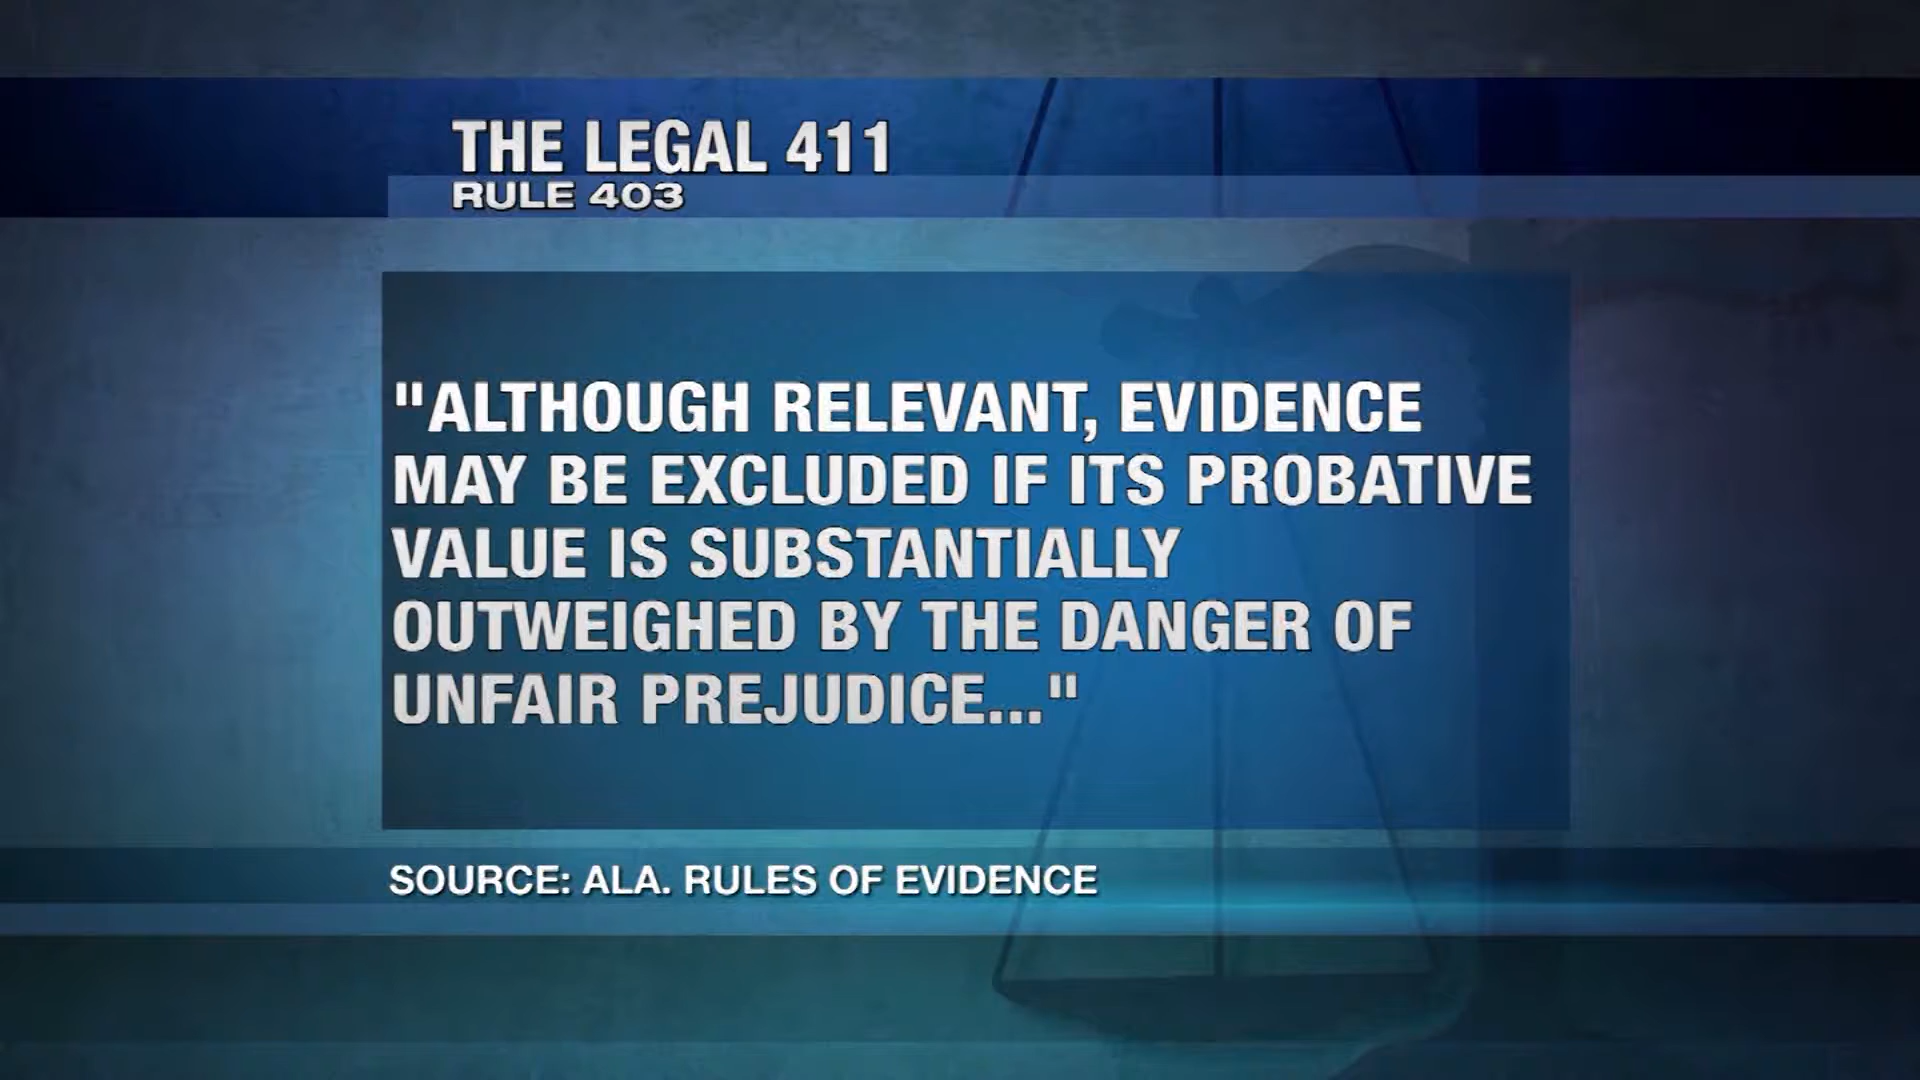 THE LEGAL 411
RULE 403
"ALTHOUGH RELEVANT, EVIDENCE
MAY BE EXCLUDED IF ITS PROBATIVE
VALUE IS SUBSTANTIALLY
OUTWEIGHED BY THE DANGER OF
UNFAIR PREJUDICE..."
SOURCE: ALA. RULES OF EVIDENCE